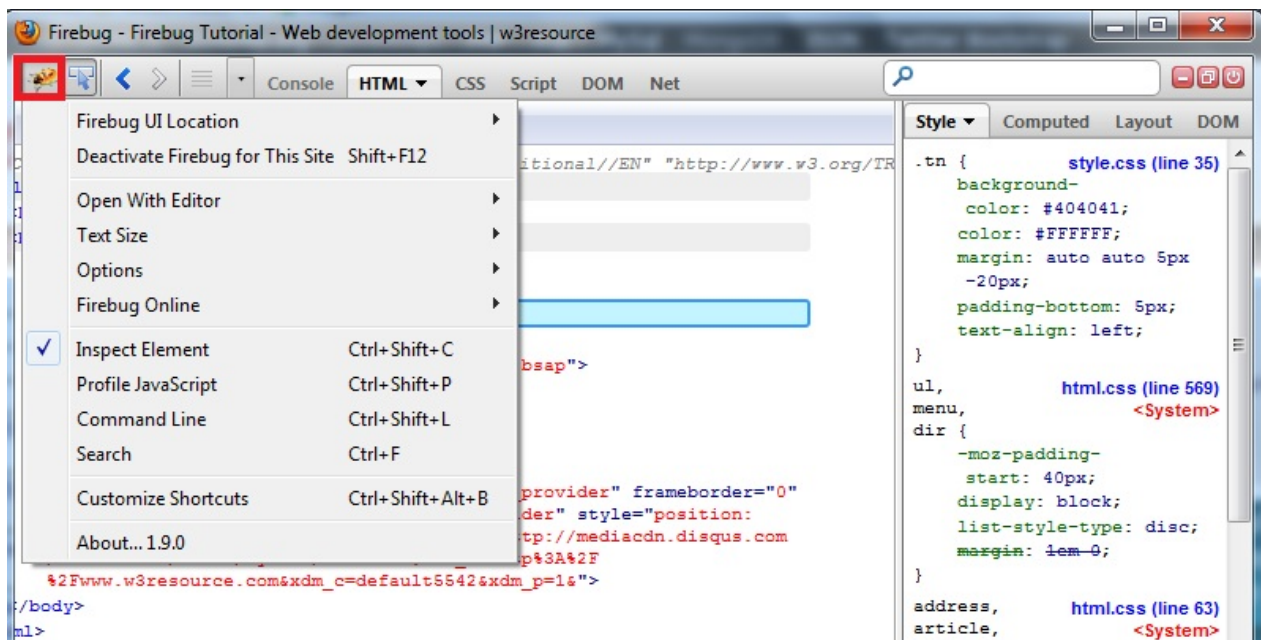 Firebug - Firebug Tutorial - Web development tools | w3resource
Console HTML CSS Script DOM Net
Firebug UI Location
Deactivate Firebug for This Site Shift+F12
Open With Editor
Text Size
Options
Firebug Online
Inspect Element Ctrl+Shift+C
Profile JavaScript Ctrl+Shift+P
Command Line Ctrl+Shift+L
Search Ctrl+F
Customize Shortcuts Ctrl+Shift+Alt+B
About... 1.9.0
itional//EN" "http://www.w3.org/TR
bsap">
provider" frameborder="0"
der" style="position:
tp://mediacdn.disqus.com
p%3A%2F
%2Fwww.w3resource.com&xdm_c=default5542&xdm_p=1&">
/body>
ml>
Style Computed Layout DOM
.tn { style.css (line 35)
background-
color: #404041;
color: #FFFFFF;
margin: auto auto 5px
-20px;
padding-bottom: 5px;
text-align: left;
}
ul, html.css (line 569)
menu, <System>
dir {
-moz-padding-
start: 40px;
display: block;
list-style-type: disc;
margin: 1em 0;
}
address, html.css (line 63)
article, <System>